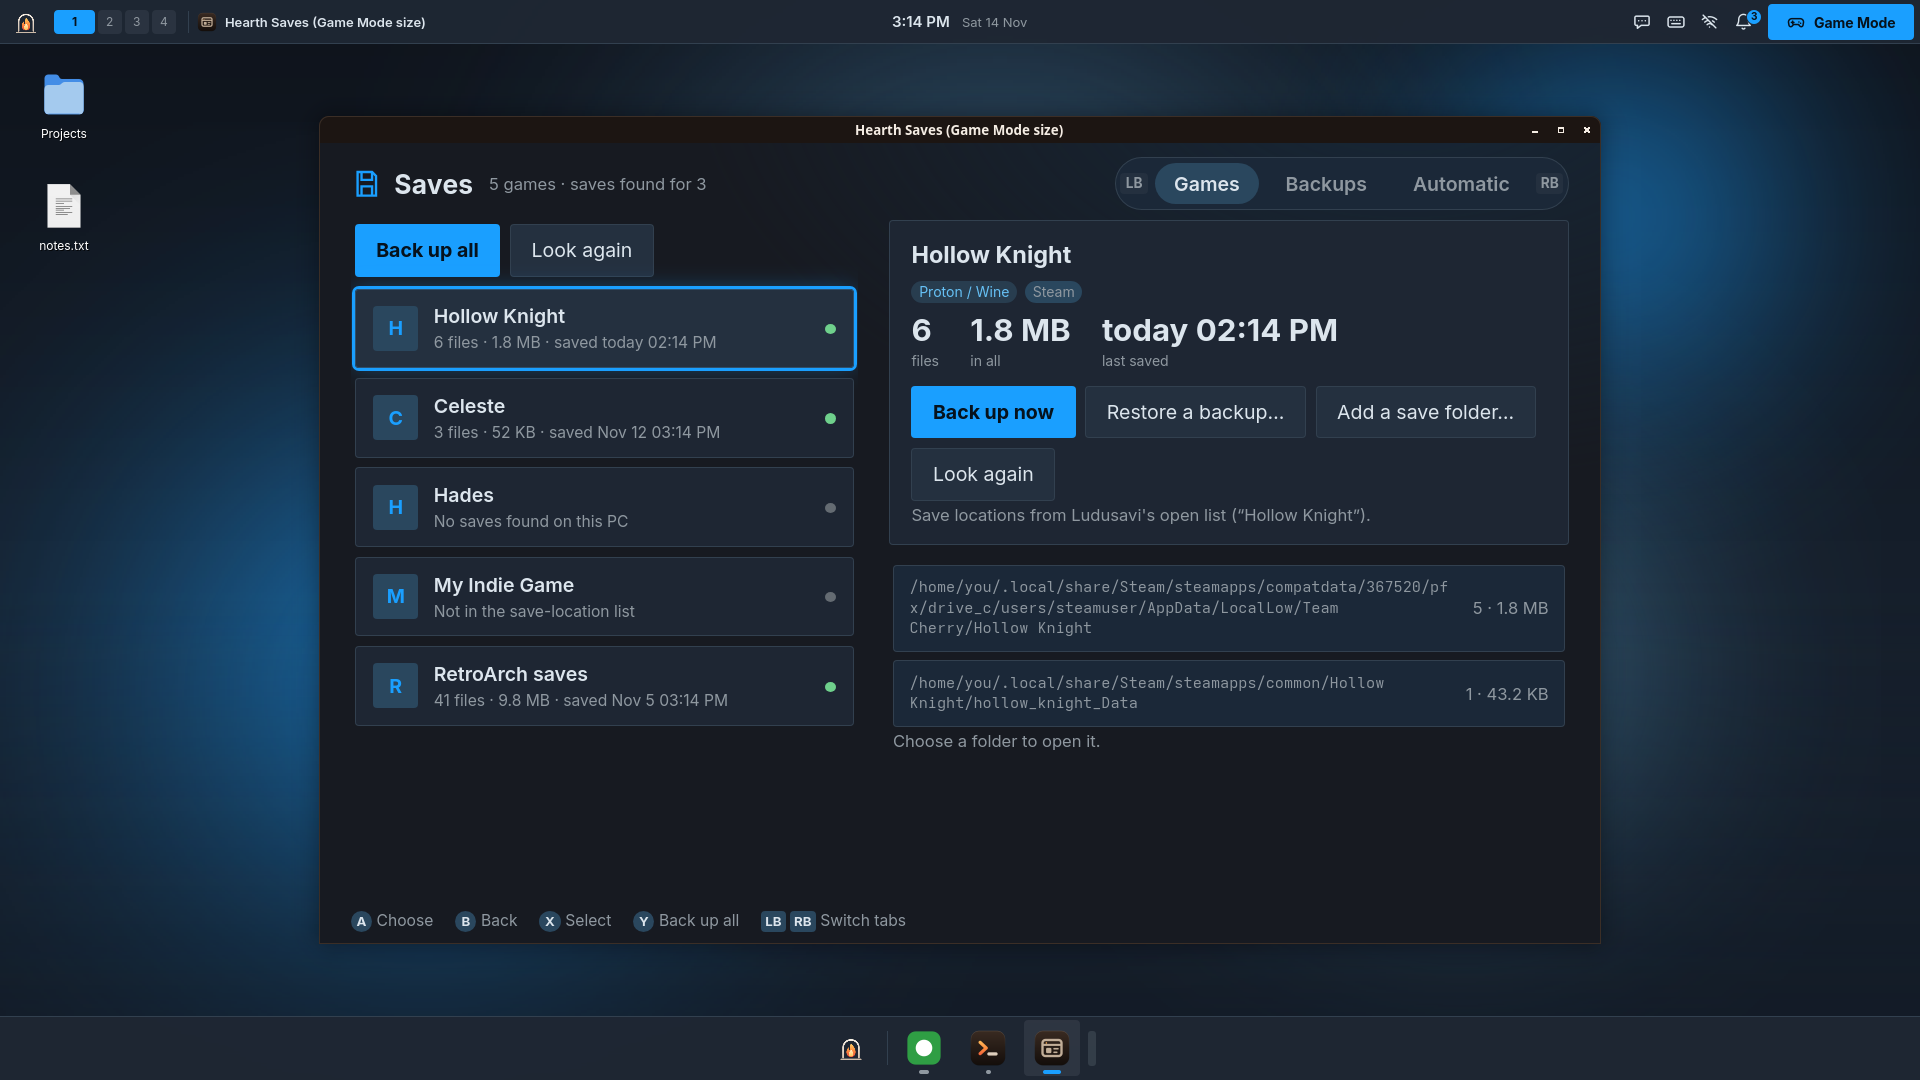 1 2 3 4 Hearth Saves (Game Mode size) 3:14 PM Sat 14 Nov 3 Game Mode
Projects
notes.txt
Hearth Saves (Game Mode size)
Saves 5 games · saves found for 3
LB Games Backups Automatic RB
Back up all Look again
H Hollow Knight
6 files · 1.8 MB · saved today 02:14 PM
C Celeste
3 files · 52 KB · saved Nov 12 03:14 PM
H Hades
No saves found on this PC
M My Indie Game
Not in the save-location list
R RetroArch saves
41 files · 9.8 MB · saved Nov 5 03:14 PM
Hollow Knight
Proton / Wine Steam
6 1.8 MB today 02:14 PM
files in all last saved
Back up now Restore a backup... Add a save folder...
Look again
Save locations from Ludusavi's open list (“Hollow Knight”).
/home/you/.local/share/Steam/steamapps/compatdata/367520/pf
x/drive_c/users/steamuser/AppData/LocalLow/Team
Cherry/Hollow Knight
5 · 1.8 MB
/home/you/.local/share/Steam/steamapps/common/Hollow
Knight/hollow_knight_Data
1 · 43.2 KB
Choose a folder to open it.
A Choose B Back X Select Y Back up all LB RB Switch tabs